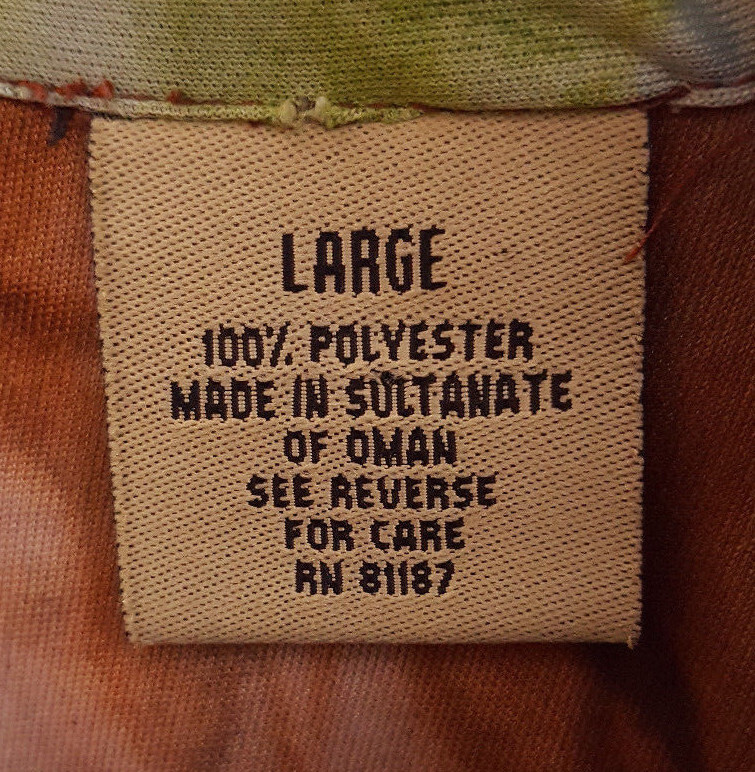 LARGE
100% POLYESTER
MADE IN SULTANATE
OF OMAN
SEE REVERSE
FOR CARE
RN 81187